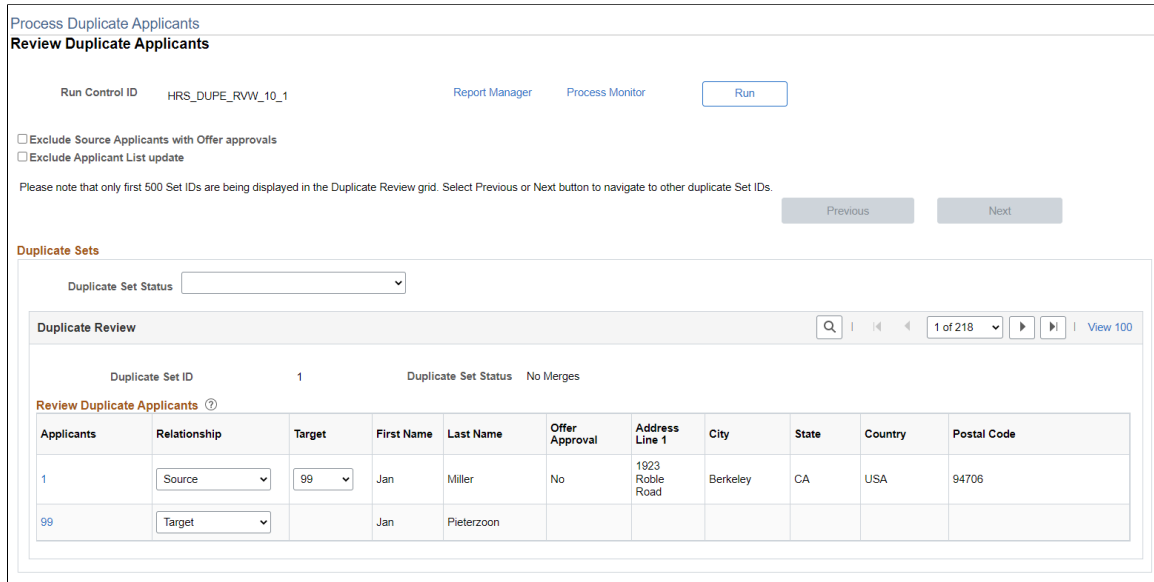 Process Duplicate Applicants
Review Duplicate Applicants
Run Control ID HRS_DUPE_RVW_10_1 Report Manager Process Monitor Run
Exclude Source Applicants with Offer approvals
Exclude Applicant List update
Please note that only first 500 Set IDs are being displayed in the Duplicate Review grid. Select Previous or Next button to navigate to other duplicate Set IDs.
Previous Next
Duplicate Sets
Duplicate Set Status
Duplicate Review 1 of 218 View 100
Duplicate Set ID 1 Duplicate Set Status No Merges
Review Duplicate Applicants ?
Applicants Relationship Target First Name Last Name Offer Approval Address Line 1 City State Country Postal Code
1 Source 99 Jan Miller No 1923 Roble Road Berkeley CA USA 94706
99 Target Jan Pieterzoon